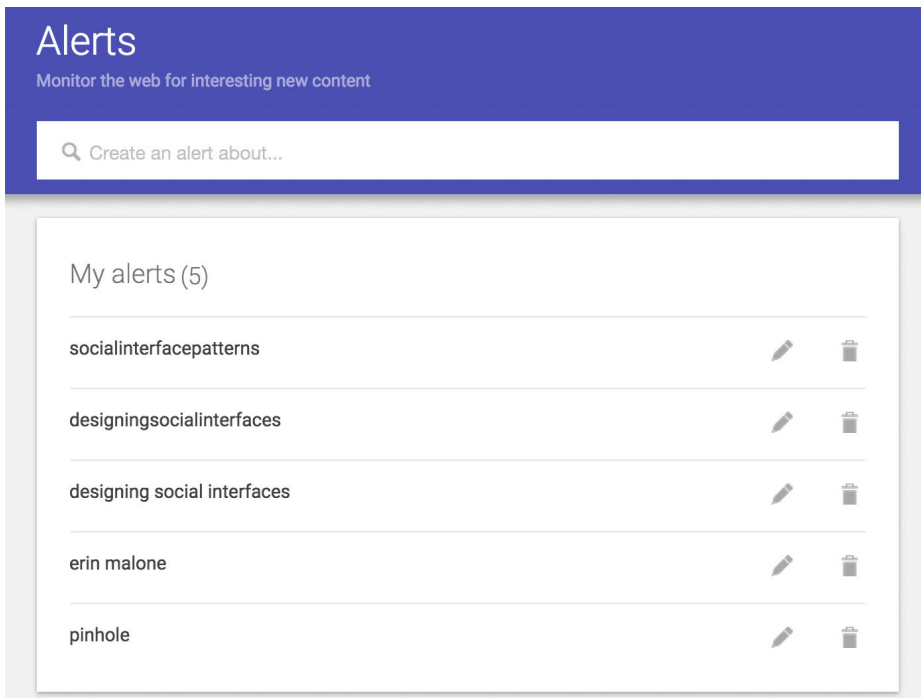 Alerts
Monitor the web for interesting new content
Create an alert about...
My alerts (5)
socialinterfacepatterns
designingsocialinterfaces
designing social interfaces
erin malone
pinhole